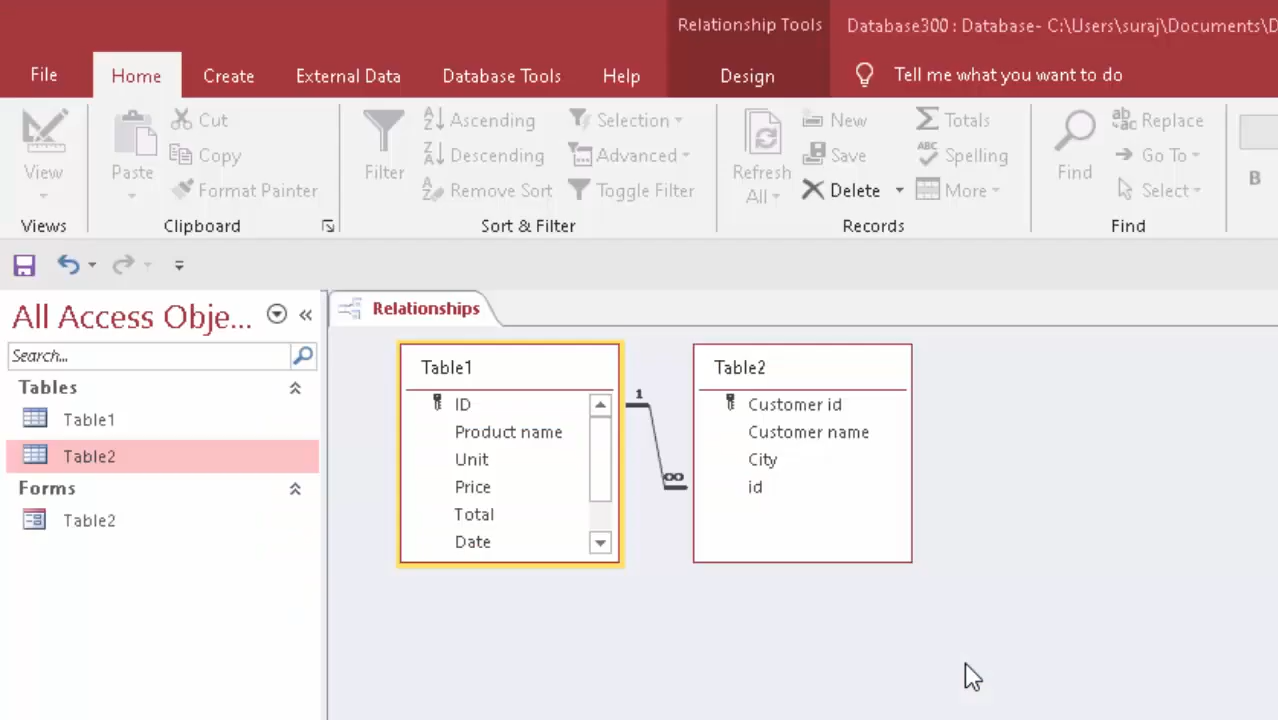 Relationship Tools
Database300 : Database- C:\Users\suraj\Documents\D
File
Home
Create
External Data
Database Tools
Help
Design
Tell me what you want to do
View
Views
Paste
Cut
Copy
Format Painter
Clipboard
Filter
Ascending
Descending
Remove Sort
Selection
Advanced
Toggle Filter
Sort & Filter
Refresh
All
New
Save
Delete
Totals
Spelling
More
Records
Find
Replace
Go To
Select
Find
B
All Access Obje...
Search...
Tables
Table1
Table2
Forms
Table2
Relationships
Table1
ID
Product name
Unit
Price
Total
Date
1
∞
Table2
Customer id
Customer name
City
id